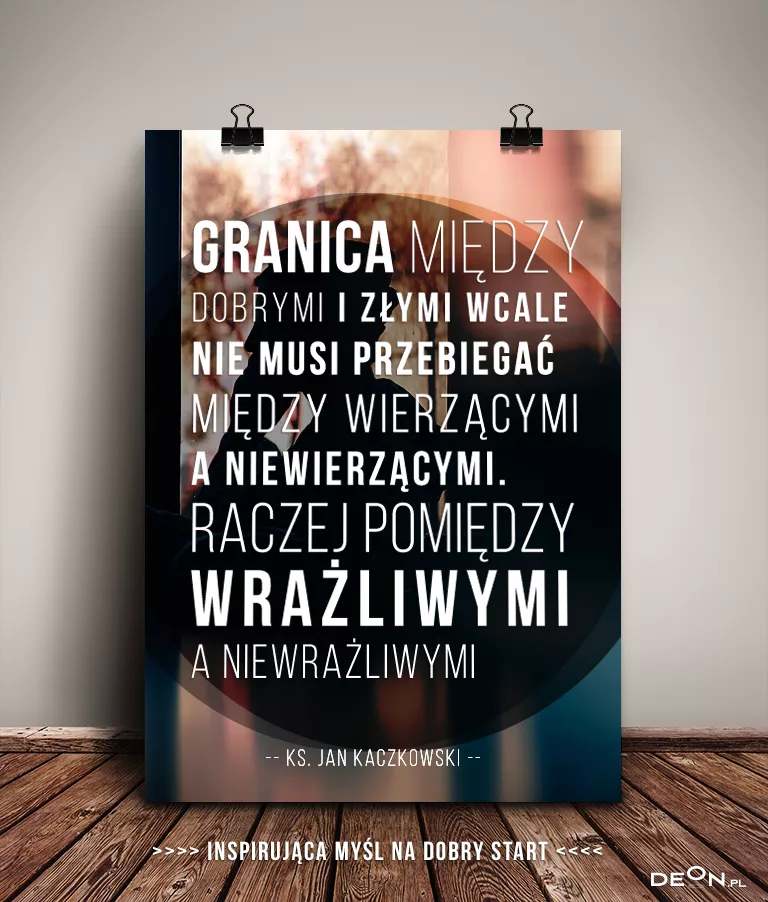 GRANICA MIĘDZY
DOBRYMI I ZŁYMI WCALE
NIE MUSI PRZEBIEGAĆ
MIĘDZY WIERZĄCYMI
A NIEWIERZĄCYMI.
RACZEJ POMIĘDZY
WRAŻLIWYMI
A NIEWRAŻLIWYMI
-- KS. JAN KACZKOWSKI --
>>>> INSPIRUJĄCA MYŚL NA DOBRY START <<<<
DEON.PL